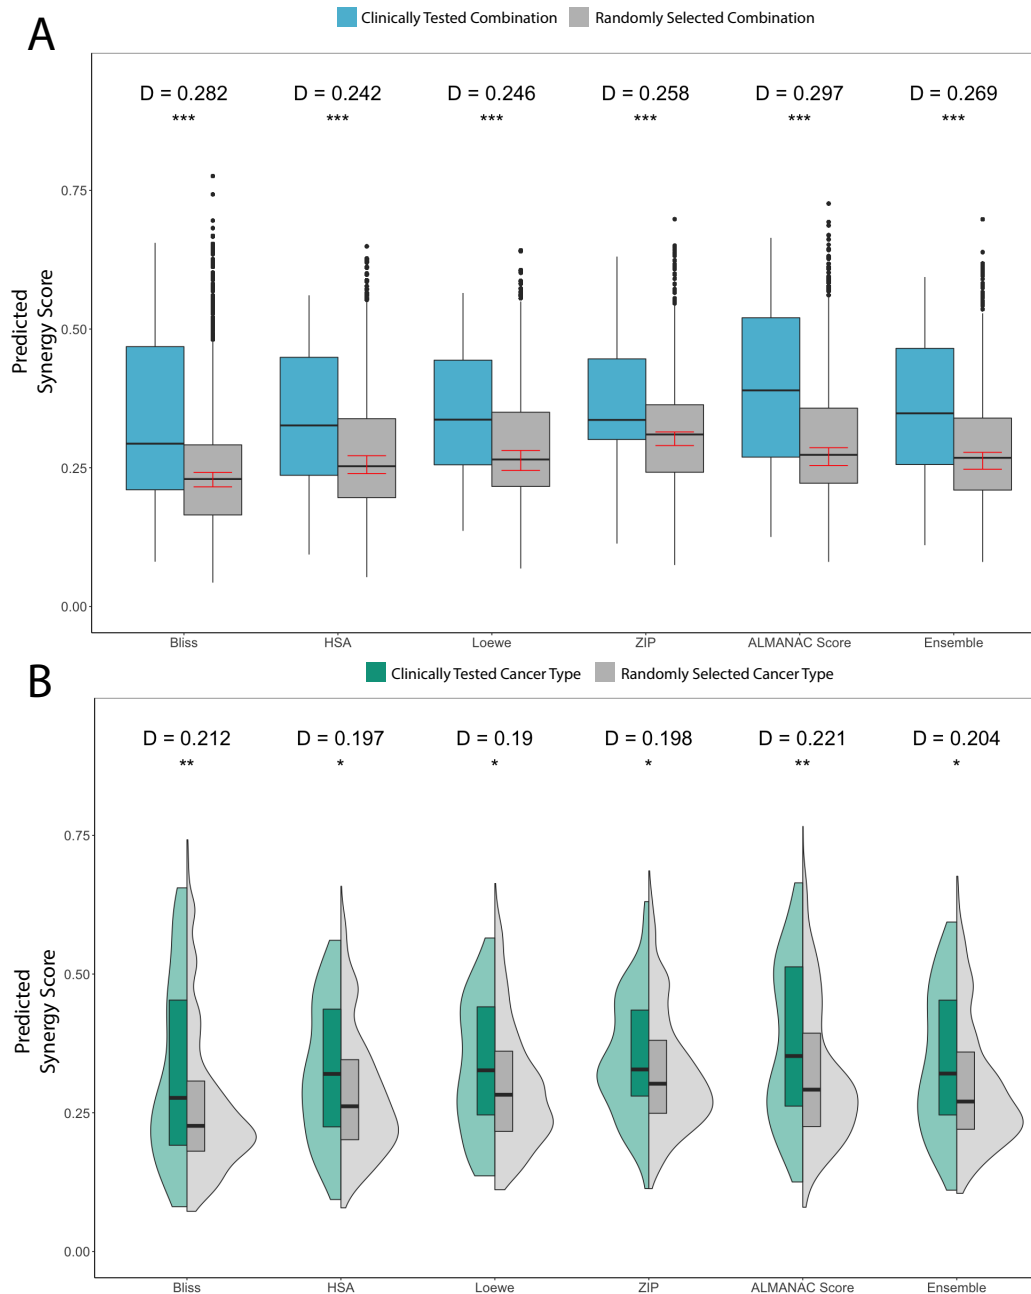 A
Clinically Tested Combination
Randomly Selected Combination
D = 0.282
D = 0.242
D = 0.246
D = 0.258
D = 0.297
D = 0.269
***
***
***
***
***
***
0.75
0.50
0.25
0.00
Predicted
Synergy Score
Bliss
HSA
Loewe
ZIP
ALMANAC Score
Ensemble
B
Clinically Tested Cancer Type
Randomly Selected Cancer Type
D = 0.212
D = 0.197
D = 0.19
D = 0.198
D = 0.221
D = 0.204
**
*
*
*
**
*
0.75
0.50
0.25
0.00
Predicted
Synergy Score
Bliss
HSA
Loewe
ZIP
ALMANAC Score
Ensemble